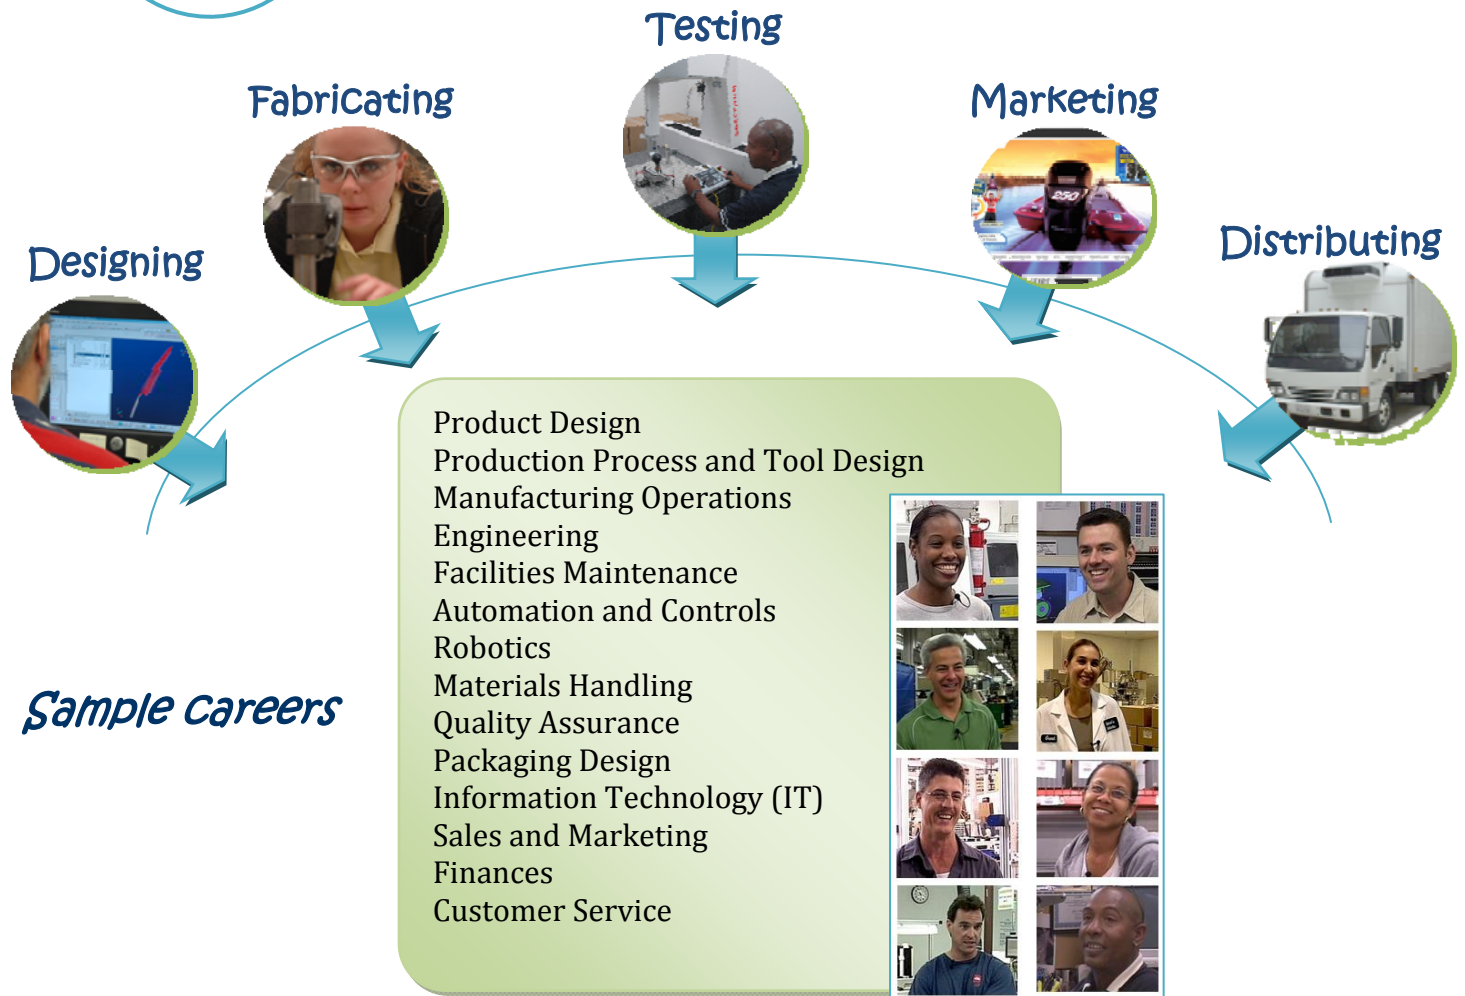 Testing
Fabricating
Marketing
Designing
Distributing
250
Product Design
Production Process and Tool Design
Manufacturing Operations
Engineering
Facilities Maintenance
Automation and Controls
Robotics
Materials Handling
Quality Assurance
Packaging Design
Information Technology (IT)
Sales and Marketing
Finances
Customer Service
Sample careers